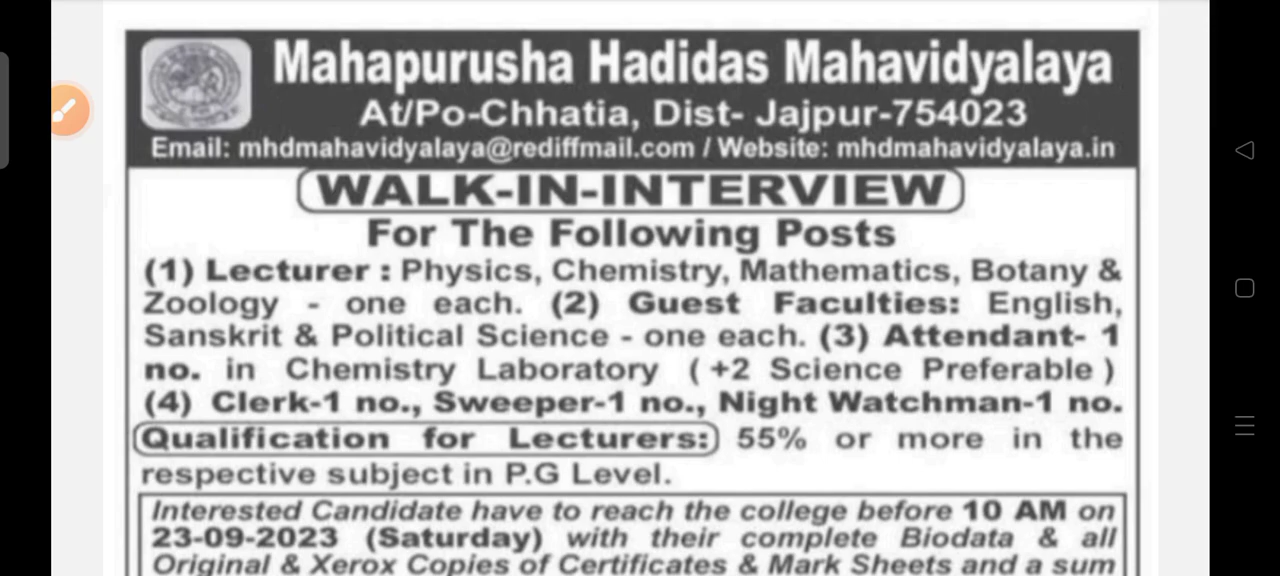 Mahapurusha Hadidas Mahavidyalaya
At/Po-Chhatia, Dist- Jajpur-754023
Email: mhdmahavidyalaya@rediffmail.com / Website: mhdmahavidyalaya.in
WALK-IN-INTERVIEW
For The Following Posts
(1) Lecturer : Physics, Chemistry, Mathematics, Botany &
Zoology - one each. (2) Guest Faculties: English,
Sanskrit & Political Science - one each. (3) Attendant- 1
no. in Chemistry Laboratory ( +2 Science Preferable )
(4) Clerk-1 no., Sweeper-1 no., Night Watchman-1 no.
Qualification for Lecturers: 55% or more in the
respective subject in P.G Level.
Interested Candidate have to reach the college before 10 AM on
23-09-2023 (Saturday) with their complete Biodata & all
Original & Xerox Copies of Certificates & Mark Sheets and a sum